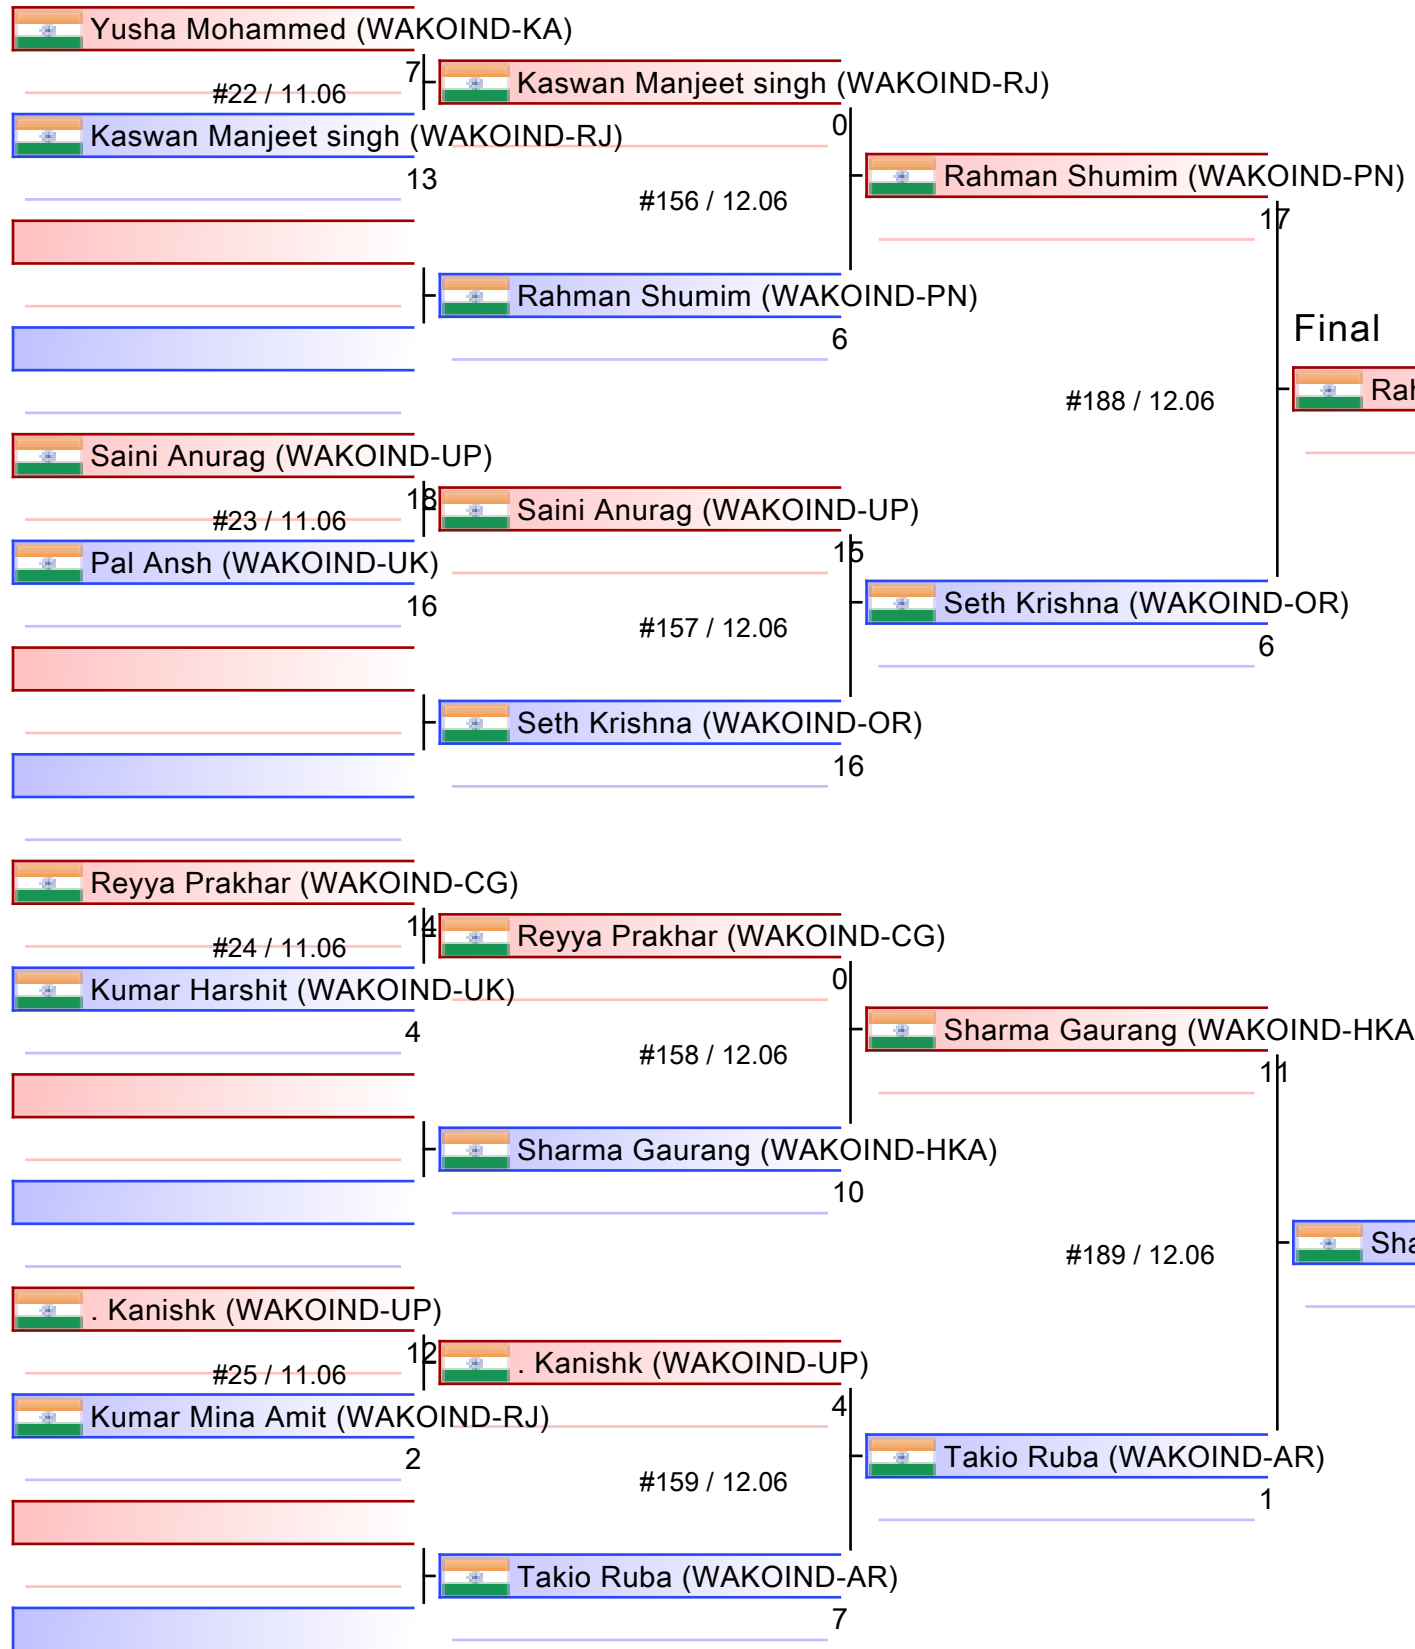 Yusha Mohammed (WAKOIND-KA)
7
#22 / 11.06
Kaswan Manjeet singh (WAKOIND-RJ)
13
Kaswan Manjeet singh (WAKOIND-RJ)
0
#156 / 12.06
Rahman Shumim (WAKOIND-PN)
6
Rahman Shumim (WAKOIND-PN)
17
Saini Anurag (WAKOIND-UP)
18
#23 / 11.06
Pal Ansh (WAKOIND-UK)
16
Saini Anurag (WAKOIND-UP)
15
#157 / 12.06
Seth Krishna (WAKOIND-OR)
16
#188 / 12.06
Seth Krishna (WAKOIND-OR)
6
Final
Rah
Reyya Prakhar (WAKOIND-CG)
14
#24 / 11.06
Kumar Harshit (WAKOIND-UK)
4
Reyya Prakhar (WAKOIND-CG)
0
#158 / 12.06
Sharma Gaurang (WAKOIND-HKA)
10
Sharma Gaurang (WAKOIND-HKA
11
. Kanishk (WAKOIND-UP)
12
#25 / 11.06
Kumar Mina Amit (WAKOIND-RJ)
2
. Kanishk (WAKOIND-UP)
4
#159 / 12.06
Takio Ruba (WAKOIND-AR)
7
#189 / 12.06
Takio Ruba (WAKOIND-AR)
1
Sha